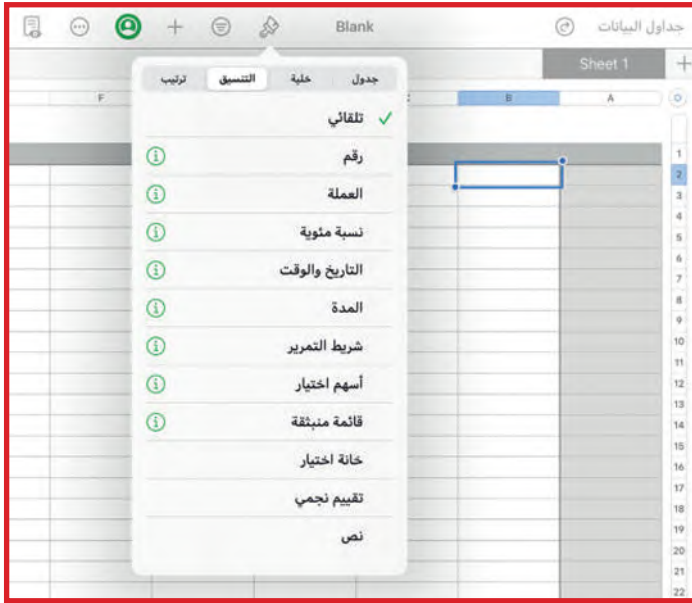 جداول البيانات Blank
Sheet 1
جدول خلية التنسيق ترتيب
A B F
تلقائي
رقم
العملة
نسبة مئوية
التاريخ والوقت
المدة
شريط التمرير
أسهم اختيار
قائمة منبثقة
خانة اختيار
تقييم نجمي
نص
1
2
3
4
5
6
7
8
9
10
11
12
13
14
15
16
17
18
19
20
21
22